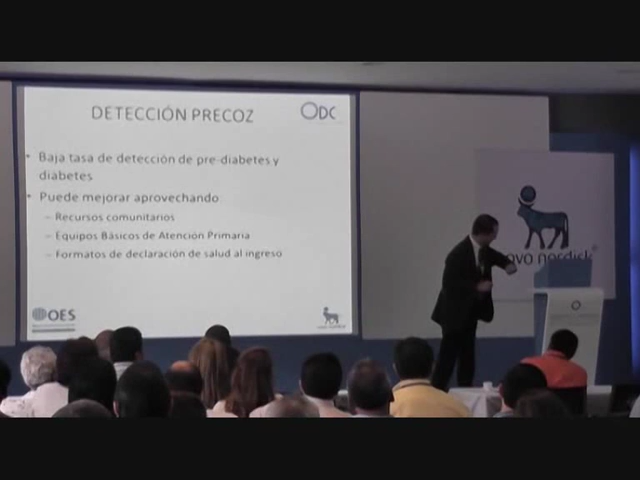 DETECCIÓN PRECOZ
ODC
• Baja tasa de detección de pre-diabetes y
diabetes
• Puede mejorar aprovechando
– Recursos comunitarios
– Equipos Básicos de Atención Primaria
– Formatos de declaración de salud al ingreso
OES
novo nordisk